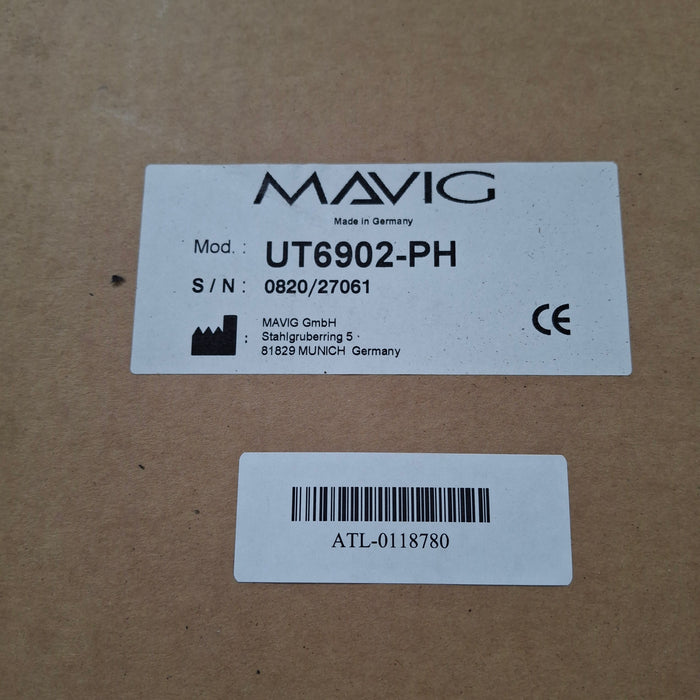 MAVIG
Made in Germany
Mod. : UT6902-PH
S / N : 0820/27061
: MAVIG GmbH
Stahlgruberring 5
81829 MUNICH Germany
CE
ATL-0118780